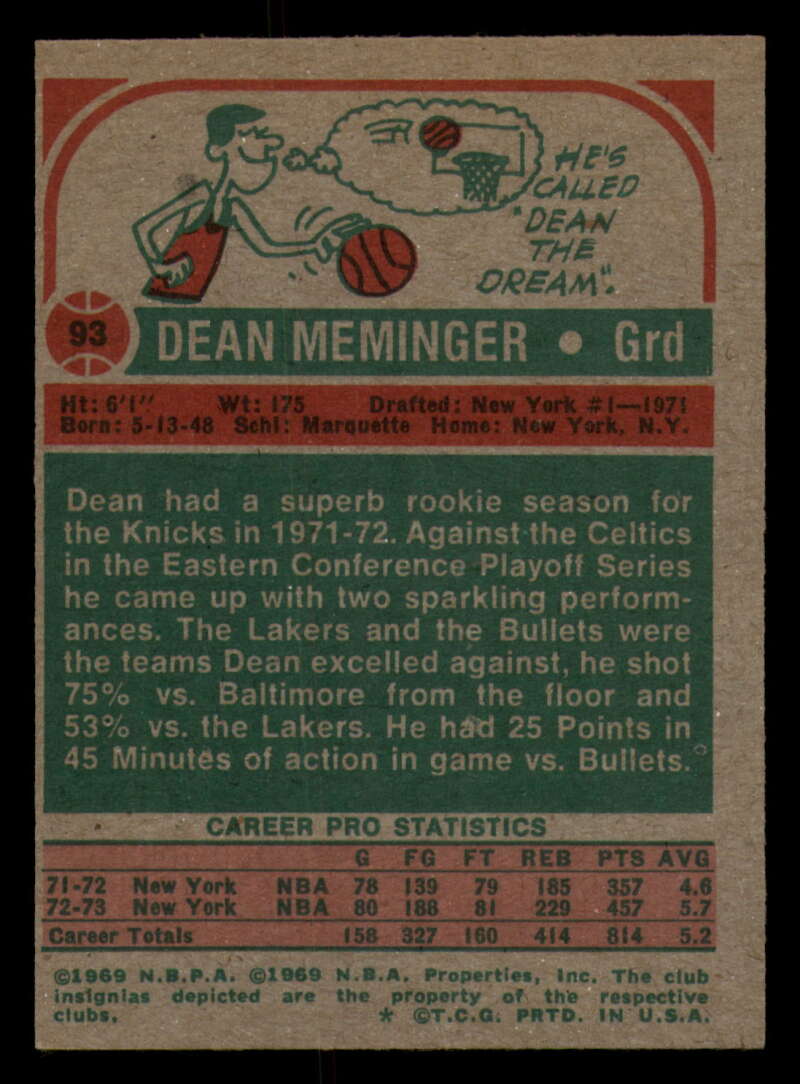 HE'S
CALLED
"DEAN
THE
DREAM".
93 DEAN MEMINGER • Grd
Ht: 6'1" Wt: 175 Drafted: New York #1—1971
Born: 5-13-48 Schl: Marquette Home: New York, N.Y.
Dean had a superb rookie season for
the Knicks in 1971-72. Against the Celtics
in the Eastern Conference Playoff Series
he came up with two sparkling perform-
ances. The Lakers and the Bullets were
the teams Dean excelled against, he shot
75% vs. Baltimore from the floor and
53% vs. the Lakers. He had 25 Points in
45 Minutes of action in game vs. Bullets.
CAREER PRO STATISTICS
G FG FT REB PTS AVG
71-72 New York NBA 78 139 79 185 357 4.6
72-73 New York NBA 80 188 81 229 457 5.7
Career Totals 158 327 160 414 814 5.2
©1969 N.B.P.A. ©1969 N.B.A. Properties, Inc. The club
insignias depicted are the property of the respective
clubs. * ©T.C.G. PRTD. IN U.S.A.